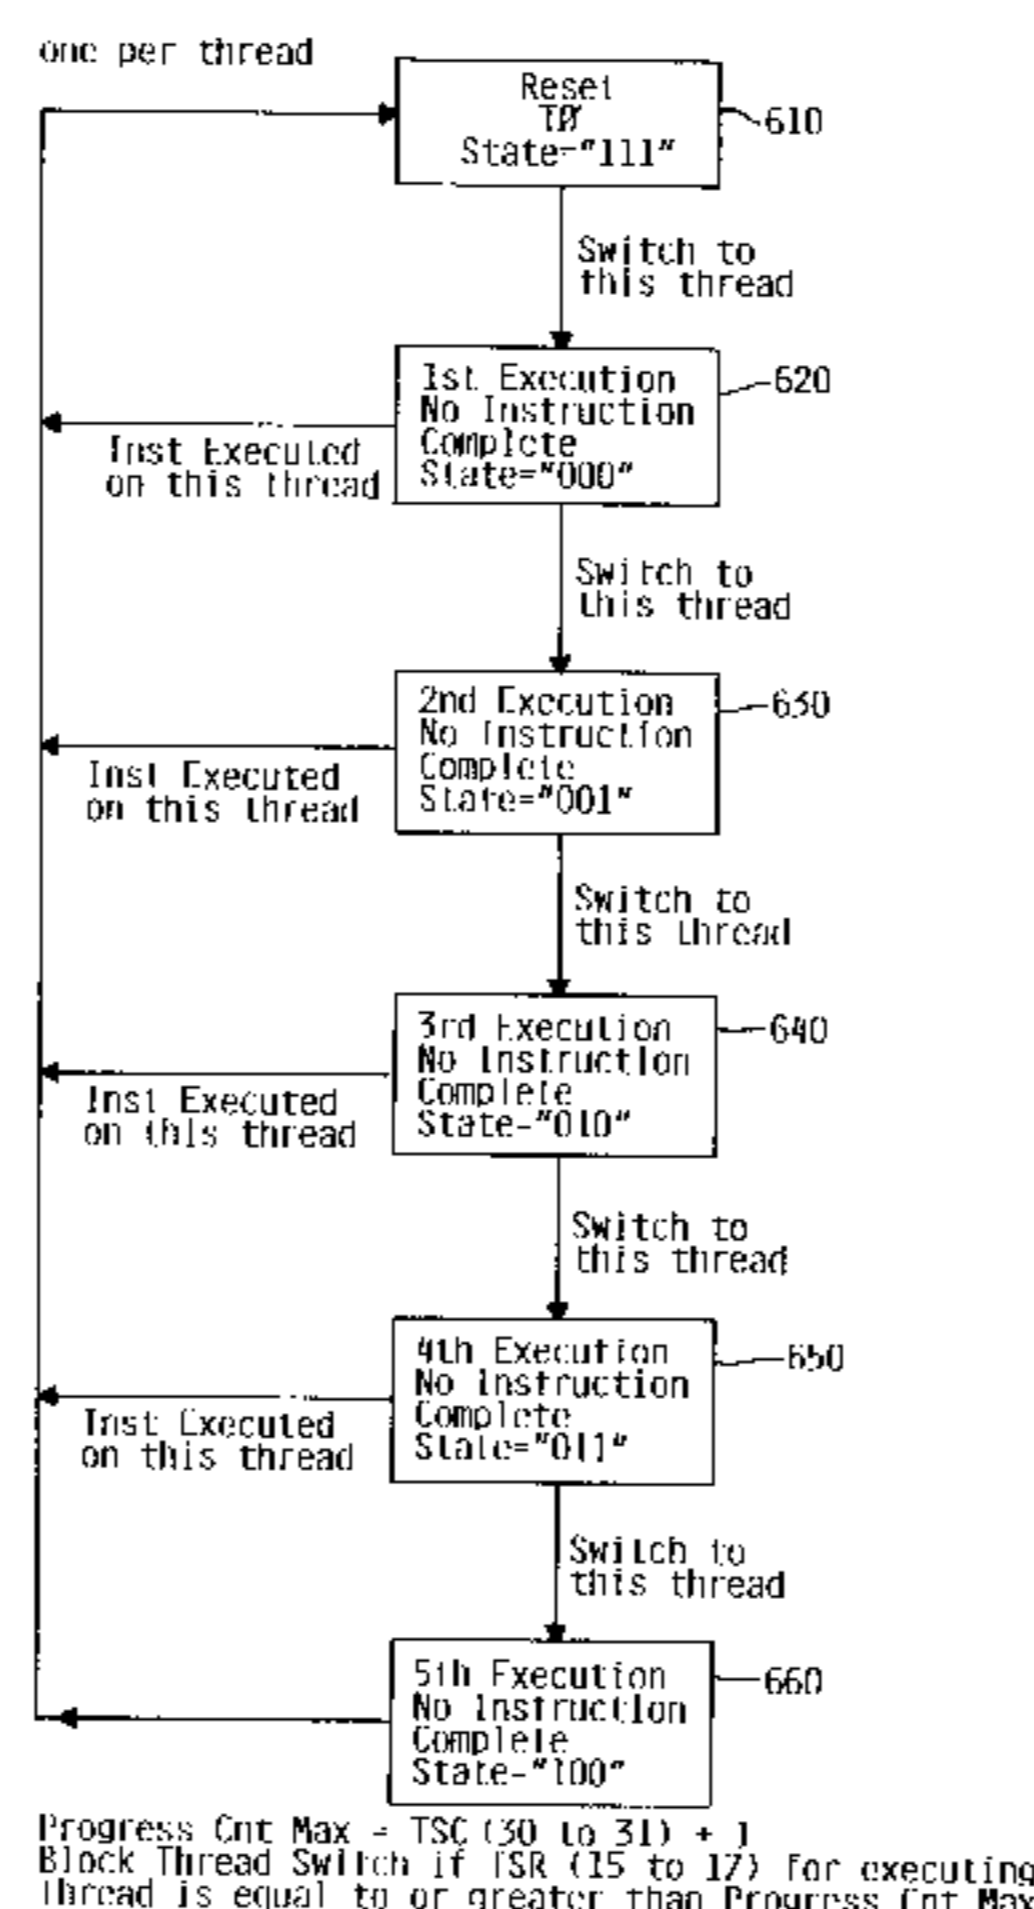 one per thread
Reset
TØ
State="111"
610
Switch to
this thread
1st Execution
No Instruction
Complete
State="000"
620
Inst Executed
on this thread
Switch to
this thread
2nd Execution
No Instruction
Complete
State="001"
630
Inst Executed
on this thread
Switch to
this thread
3rd Execution
No Instruction
Complete
State="010"
640
Inst Executed
on this thread
Switch to
this thread
4th Execution
No Instruction
Complete
State="011"
650
Inst Executed
on this thread
Switch to
this thread
5th Execution
No Instruction
Complete
State="100"
660
Progress Cnt Max = TSC (30 to 31) + 1
Block Thread Switch if TSR (15 to 17) for executing
Thread is equal to or greater than Progress Cnt Max